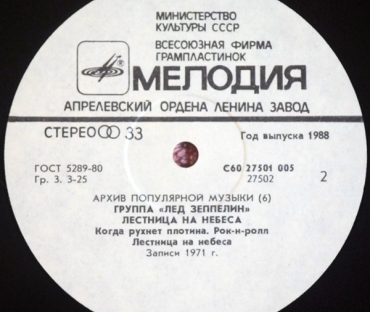 МИНИСТЕРСТВО
КУЛЬТУРЫ СССР
ВСЕСОЮЗНАЯ ФИРМА
ГРАМПЛАСТИНОК
МЕЛОДИЯ
АПРЕЛЕВСКИЙ ОРДЕНА ЛЕНИНА ЗАВОД
СТЕРЕО 33
Год выпуска 1988
ГОСТ 5289-80
Гр. 3. 3-25
С60 27501 005
27502
2
АРХИВ ПОПУЛЯРНОЙ МУЗЫКИ (6)
ГРУППА «ЛЕД ЗЕППЕЛИН»
ЛЕСТНИЦА НА НЕБЕСА
Когда рухнет плотина. Рок-н-ролл
Лестница на небеса
Записи 1971 г.